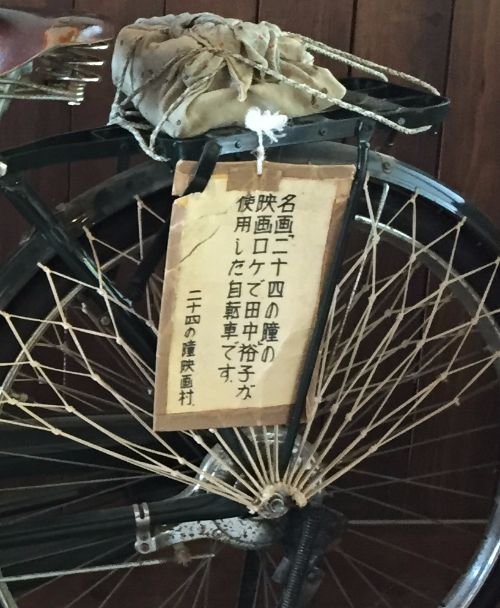 名画「二十四の瞳」の
映画ロケで田中裕子が
使用した自転車です。
二十四の瞳映画村。